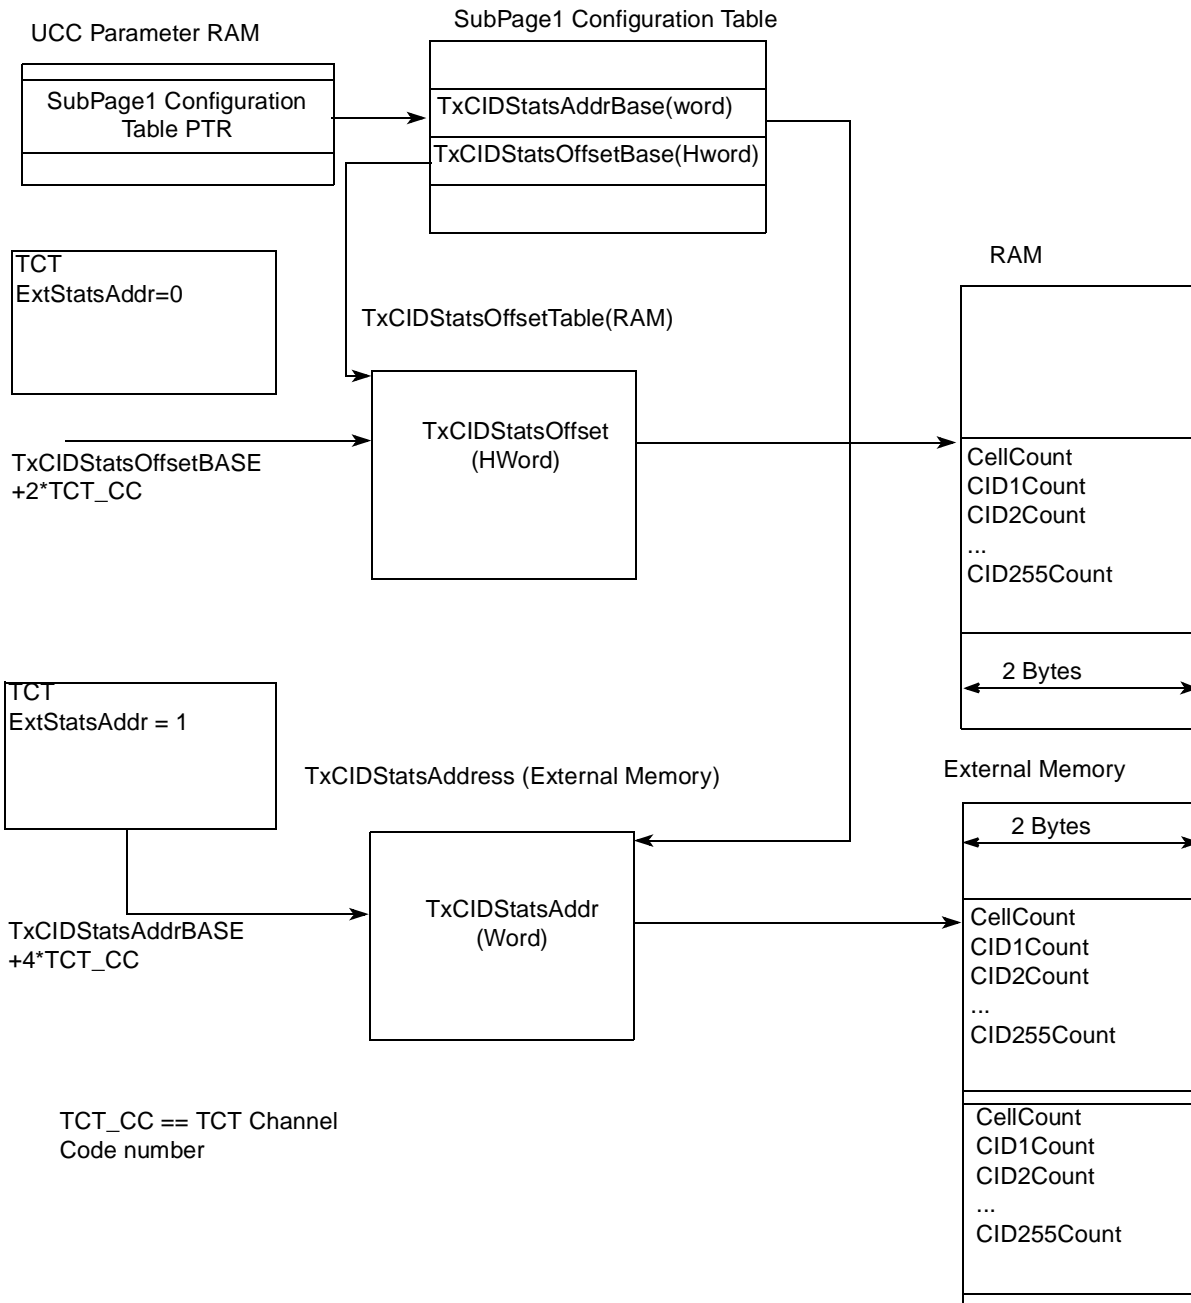 SubPage1 Configuration Table
UCC Parameter RAM
SubPage1 Configuration
Table PTR
TxCIDStatsAddrBase(word)
TxCIDStatsOffsetBase(Hword)
TCT
ExtStatsAddr=0
RAM
TxCIDStatsOffsetTable(RAM)
TxCIDStatsOffset
(HWord)
TxCIDStatsOffsetBASE
+2*TCT_CC
CellCount
CID1Count
CID2Count
...
CID255Count
2 Bytes
TCT
ExtStatsAddr = 1
TxCIDStatsAddress (External Memory)
External Memory
2 Bytes
TxCIDStatsAddr
(Word)
TxCIDStatsAddrBASE
+4*TCT_CC
CellCount
CID1Count
CID2Count
...
CID255Count
TCT_CC == TCT Channel
Code number
CellCount
CID1Count
CID2Count
...
CID255Count